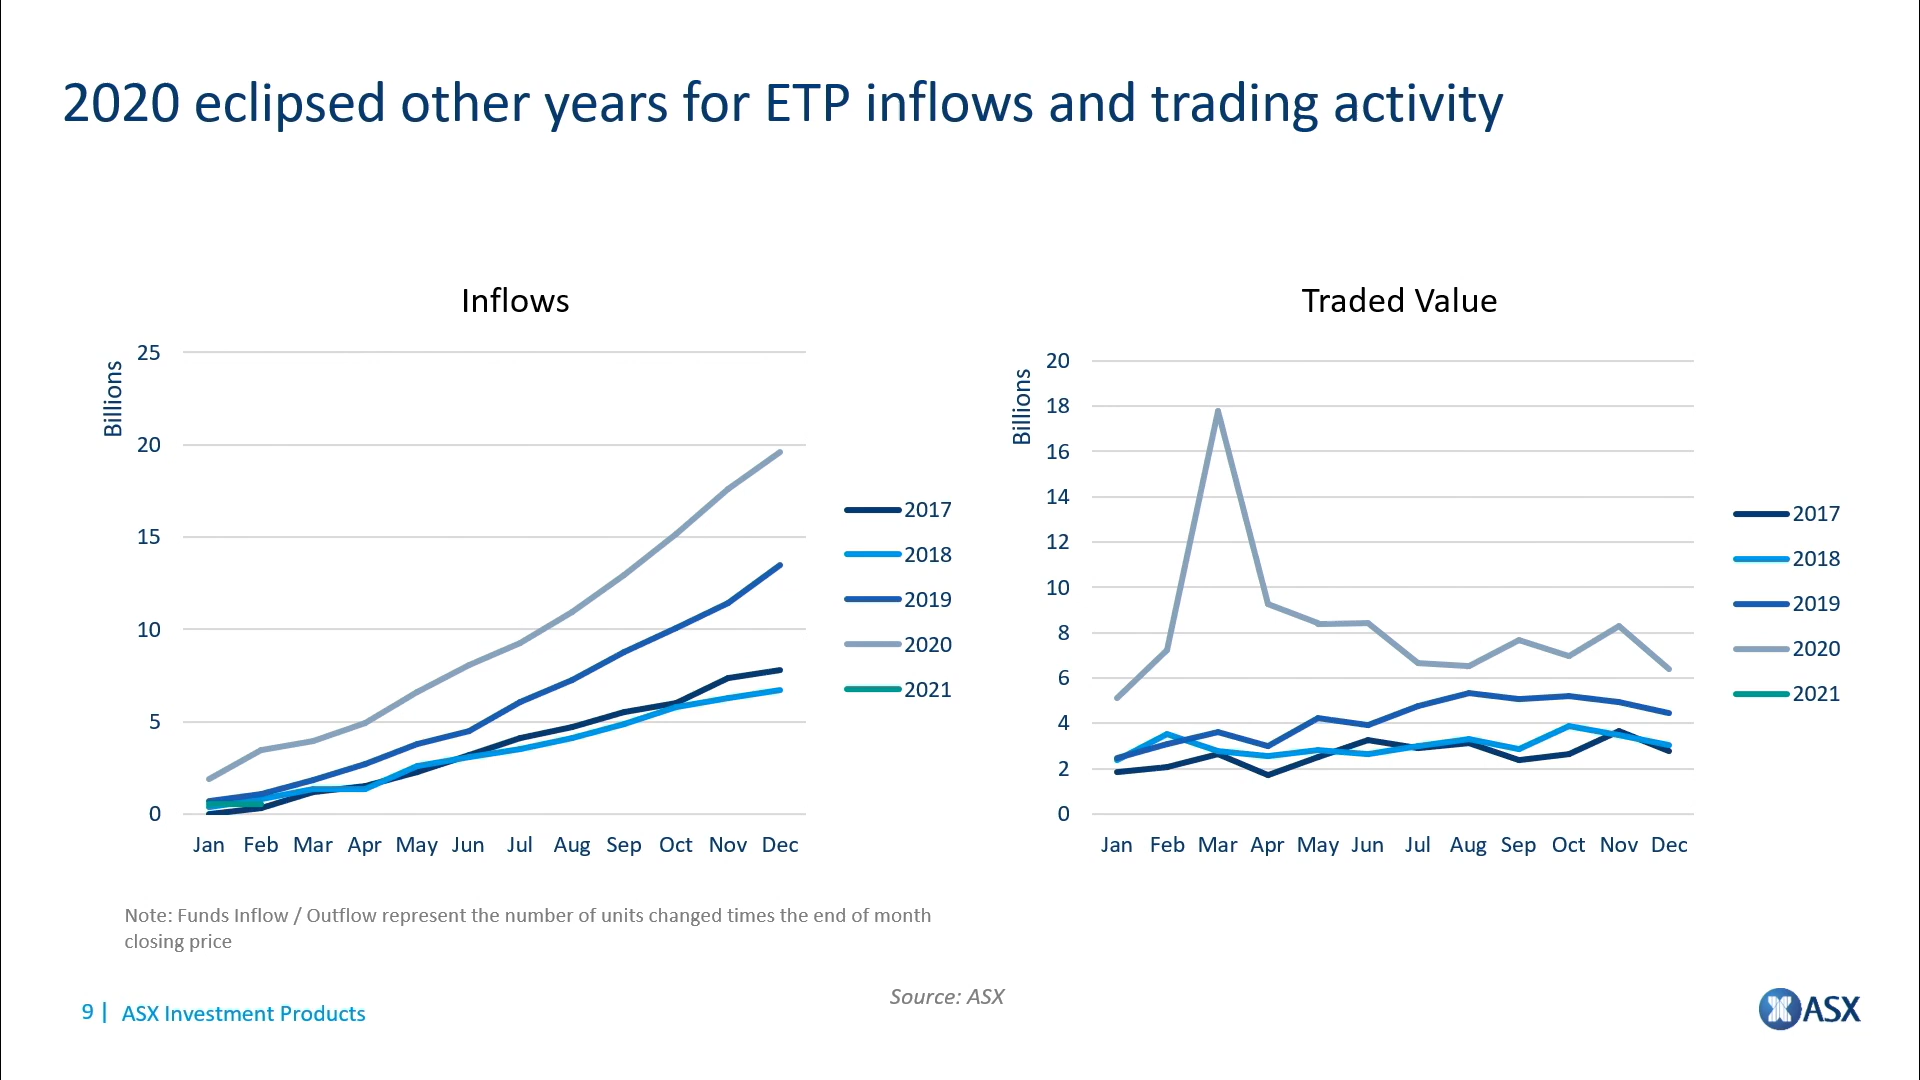 2020 eclipsed other years for ETP inflows and trading activity
Inflows
Billions
25
20
15
10
5
0
Jan Feb Mar Apr May Jun Jul Aug Sep Oct Nov Dec
2017
2018
2019
2020
2021
Traded Value
Billions
20
18
16
14
12
10
8
6
4
2
0
Jan Feb Mar Apr May Jun Jul Aug Sep Oct Nov Dec
2017
2018
2019
2020
2021
Note: Funds Inflow / Outflow represent the number of units changed times the end of month
closing price
Source: ASX
9 | ASX Investment Products
ASX